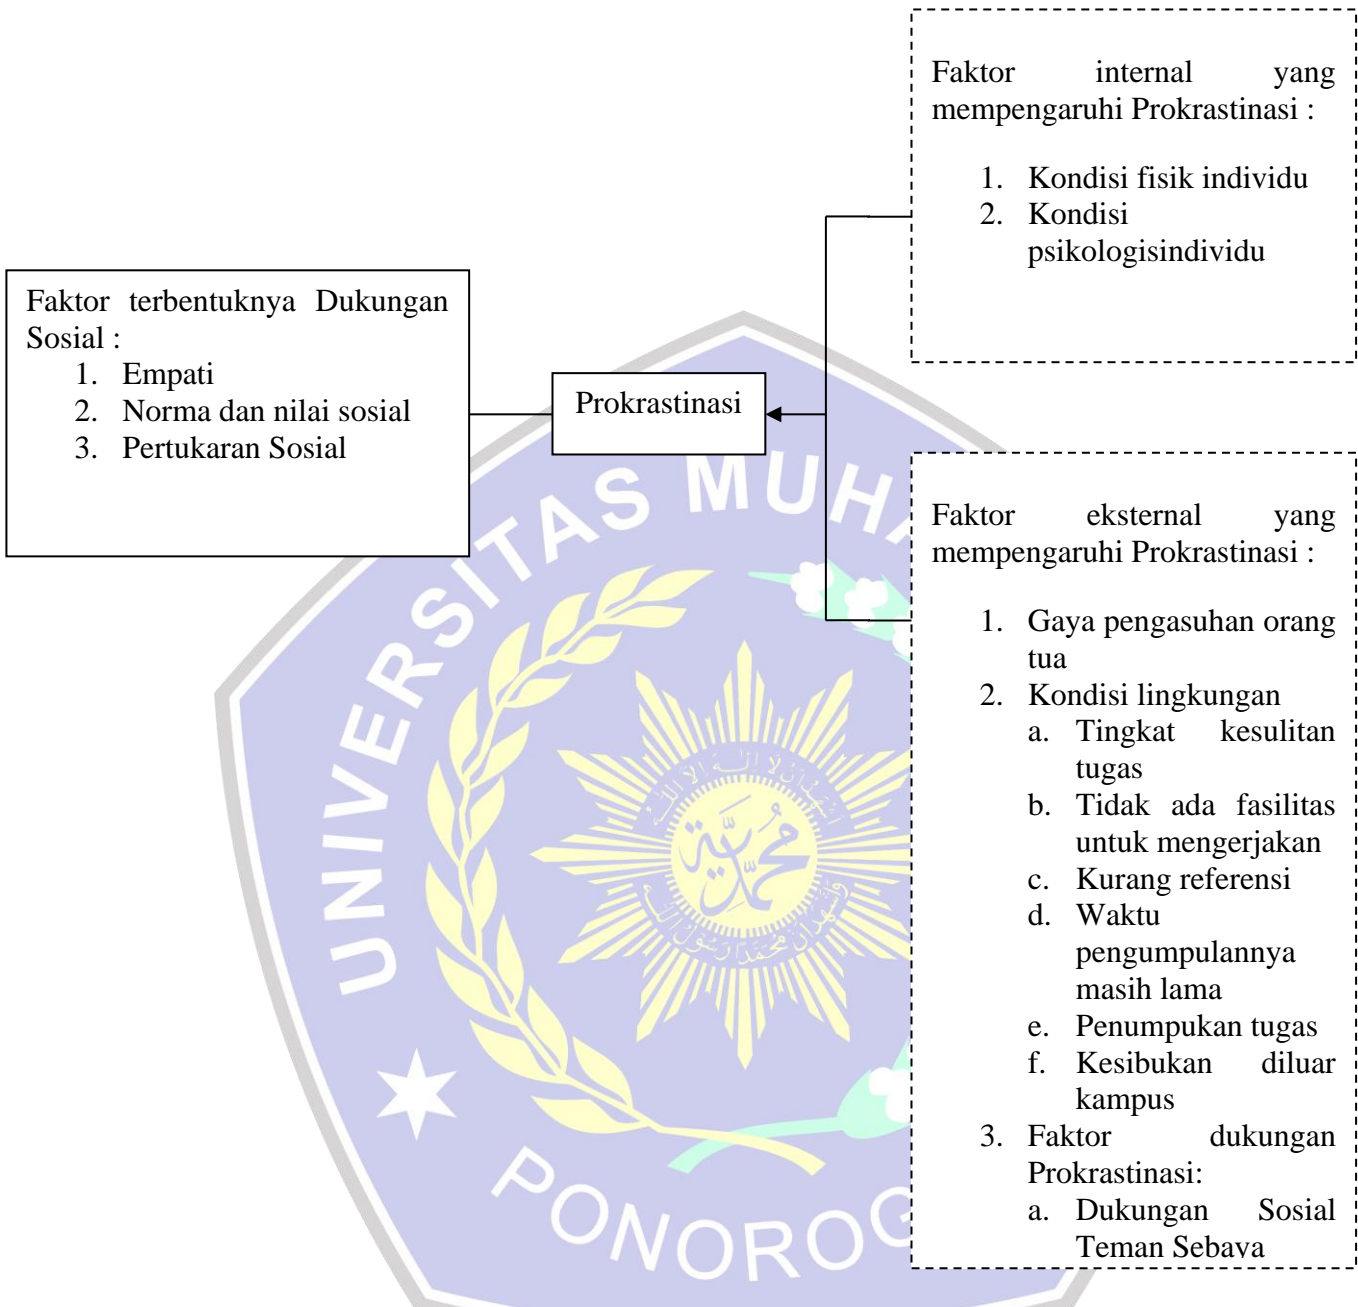 Faktor internal yang
mempengaruhi Prokrastinasi :
1. Kondisi fisik individu
2. Kondisi
psikologisindividu
Faktor terbentuknya Dukungan
Sosial :
1. Empati
2. Norma dan nilai sosial
3. Pertukaran Sosial
Prokrastinasi
Faktor eksternal yang
mempengaruhi Prokrastinasi :
1. Gaya pengasuhan orang
tua
2. Kondisi lingkungan
a. Tingkat kesulitan
tugas
b. Tidak ada fasilitas
untuk mengerjakan
c. Kurang referensi
d. Waktu
pengumpulannya
masih lama
e. Penumpukan tugas
f. Kesibukan diluar
kampus
3. Faktor dukungan
Prokrastinasi:
a. Dukungan Sosial
Teman Sebaya
UNIVERSITAS MUHA
PONOROG
محمدية